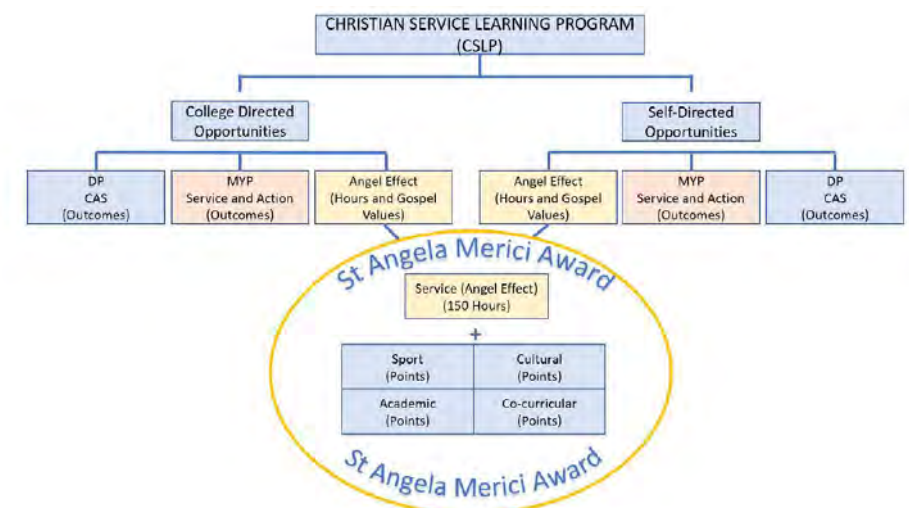 CHRISTIAN SERVICE LEARNING PROGRAM
(CSLP)
College Directed
Opportunities
Self-Directed
Opportunities
DP
CAS
(Outcomes)
MYP
Service and Action
(Outcomes)
Angel Effect
(Hours and Gospel
Values)
Angel Effect
(Hours and Gospel
Values)
MYP
Service and Action
(Outcomes)
DP
CAS
(Outcomes)
St Angela Merici Award
Service (Angel Effect)
(150 Hours)
+
Sport
(Points)
Cultural
(Points)
Academic
(Points)
Co-curricular
(Points)
St Angela Merici Award